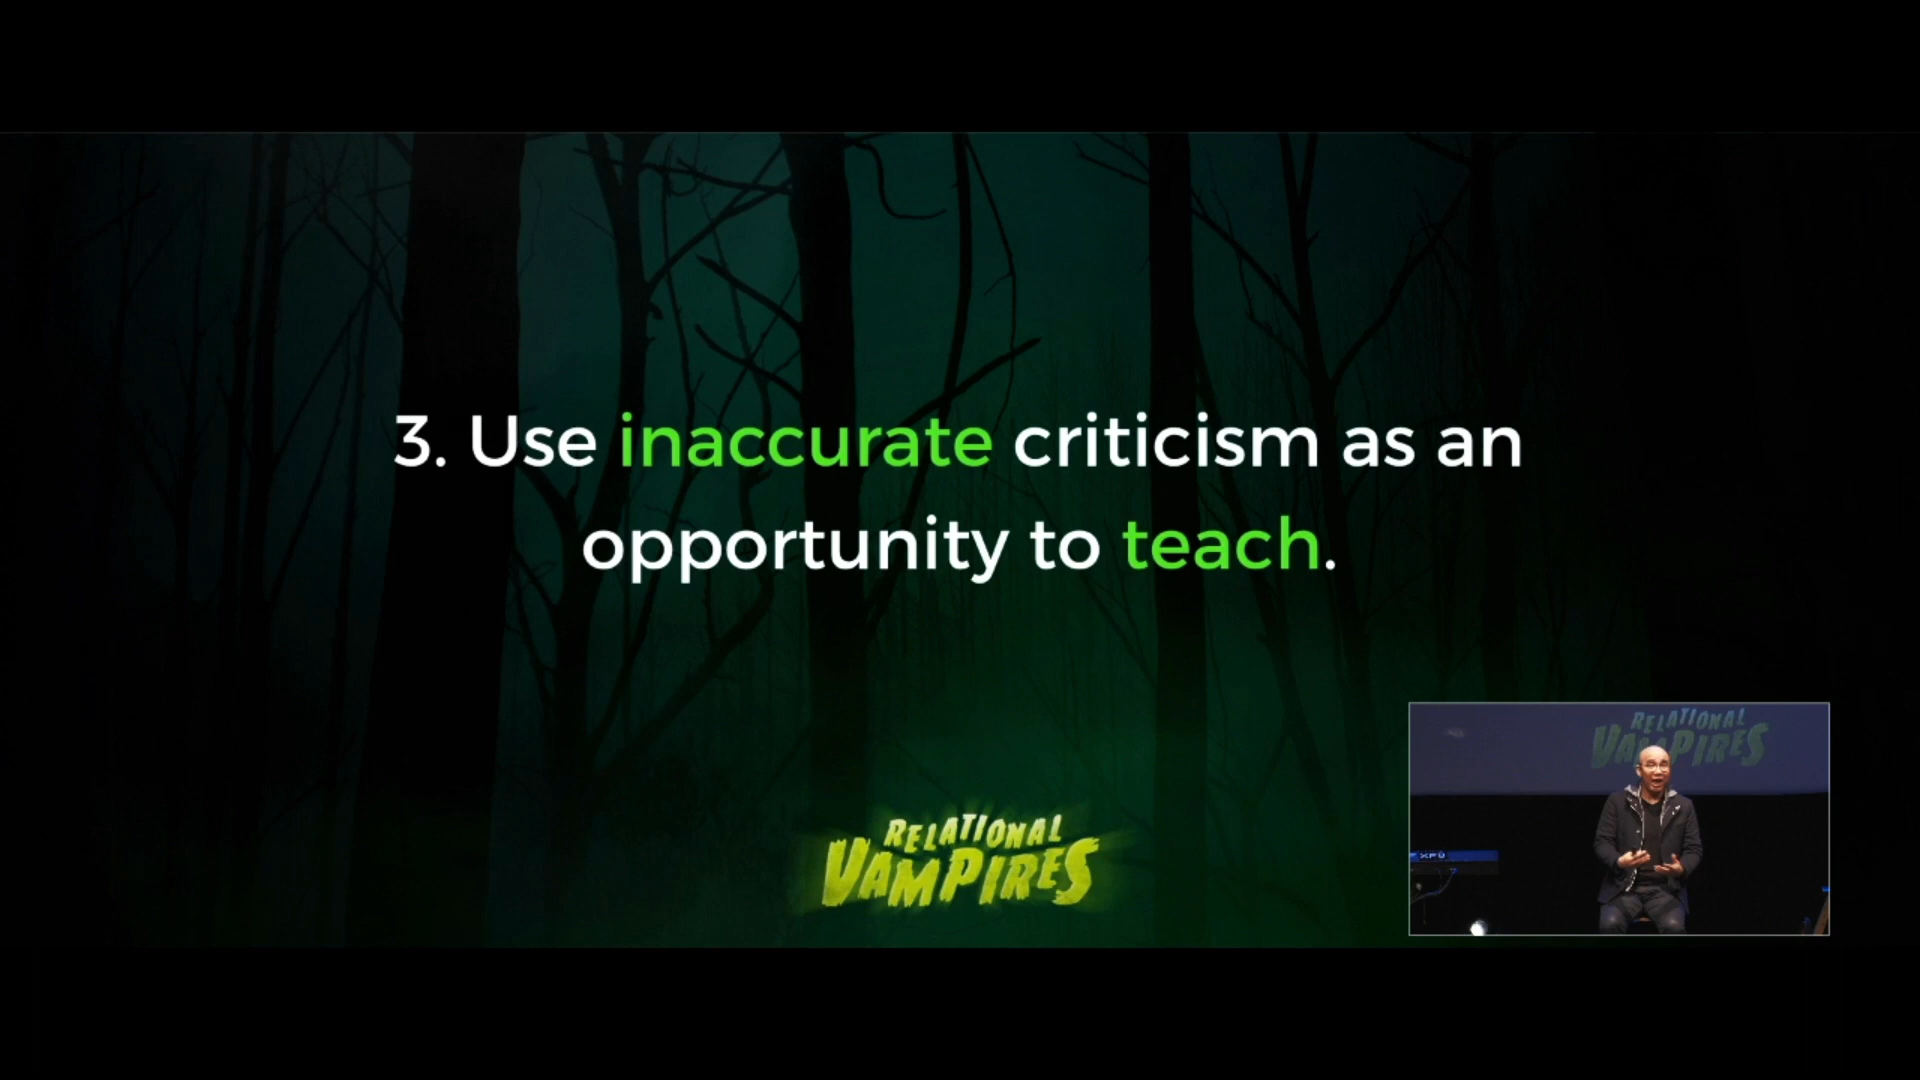 3. Use inaccurate criticism as an
opportunity to teach.
RELATIONAL
VAMPIRES
RELATIONAL
VAMPIRES